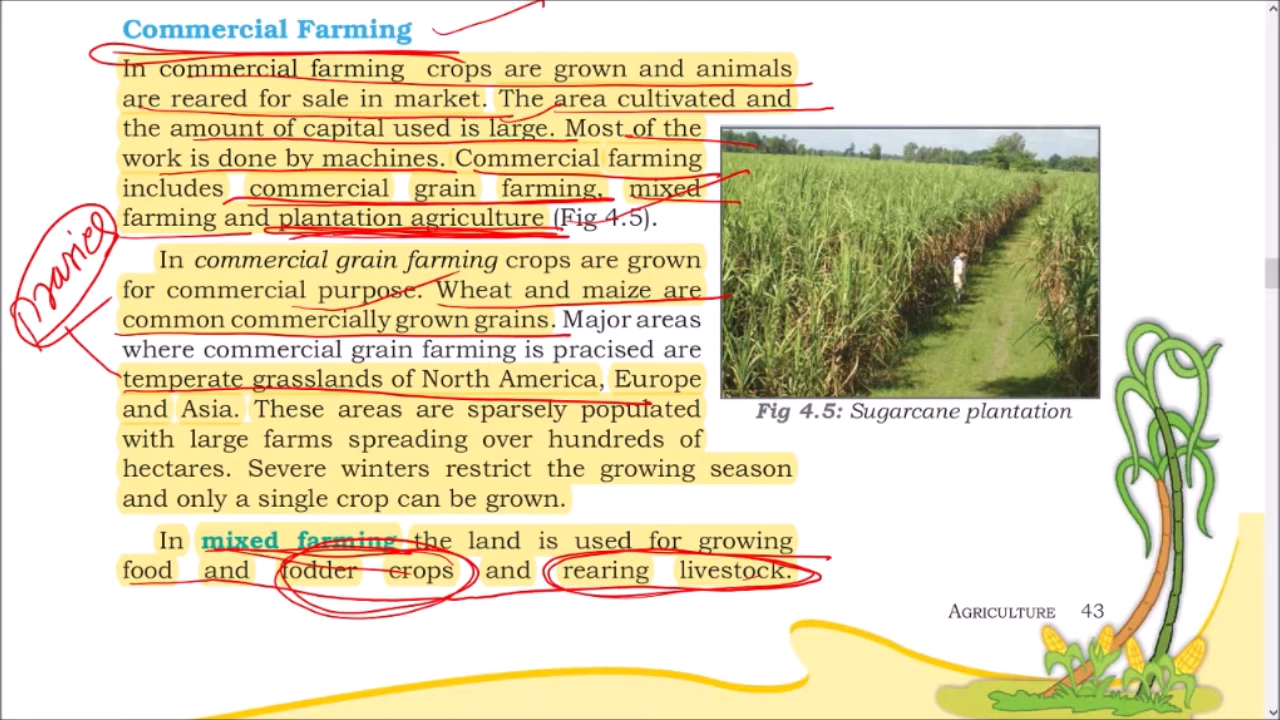 Commercial Farming
In commercial farming crops are grown and animals
are reared for sale in market. The area cultivated and
the amount of capital used is large. Most of the
work is done by machines. Commercial farming
includes commercial grain farming, mixed
farming and plantation agriculture (Fig 4.5).
In commercial grain farming crops are grown
for commercial purpose. Wheat and maize are
common commercially grown grains. Major areas
where commercial grain farming is practised are
temperate grasslands of North America, Europe
and Asia. These areas are sparsely populated
with large farms spreading over hundreds of
hectares. Severe winters restrict the growing season
and only a single crop can be grown.
In mixed farming the land is used for growing
food and fodder crops and rearing livestock.
Fig 4.5: Sugarcane plantation
AGRICULTURE 43